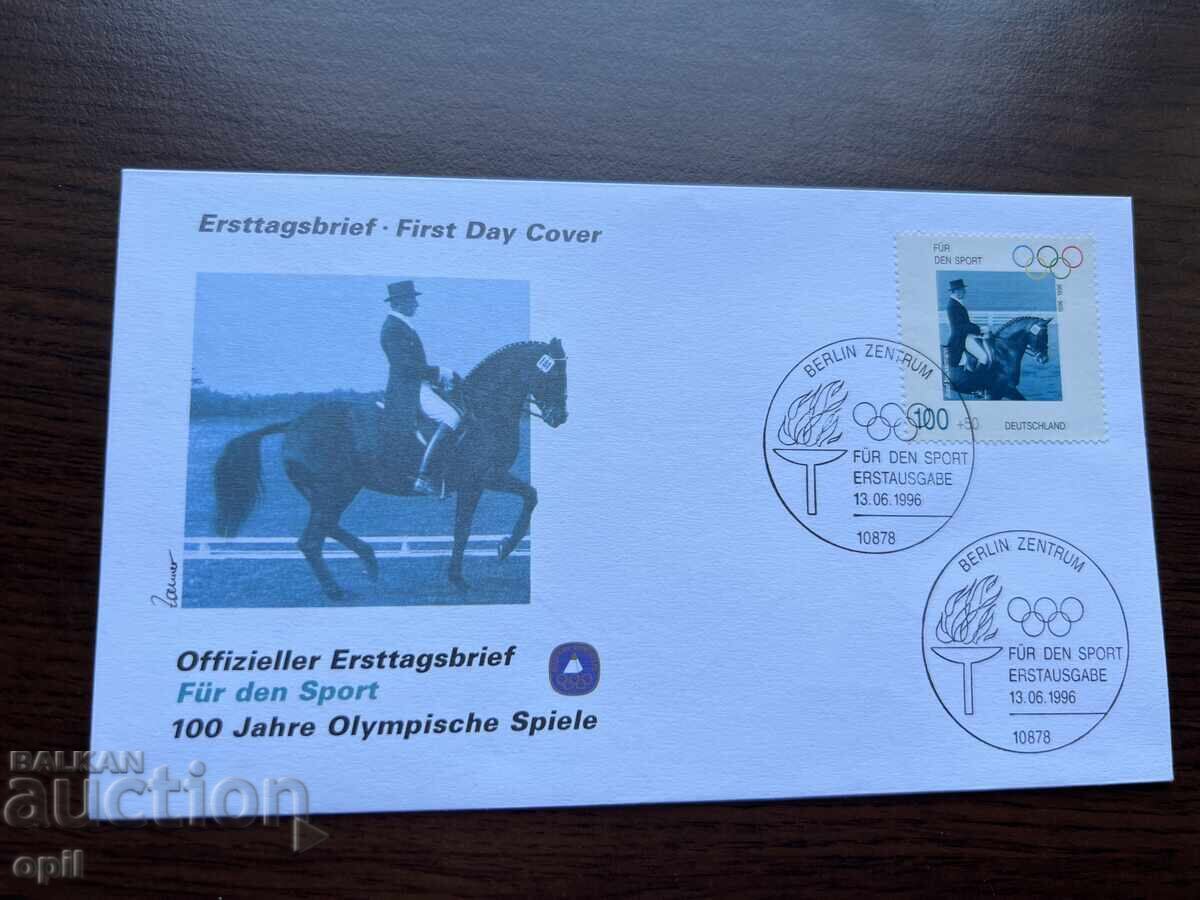 Ersttagsbrief · First Day Cover
FÜR
DEN SPORT
100 +50
DEUTSCHLAND
BERLIN ZENTRUM
FÜR DEN SPORT
ERSTAUSGABE
13.06.1996
10878
BERLIN ZENTRUM
FÜR DEN SPORT
ERSTAUSGABE
13.06.1996
10878
Offizieller Ersttagsbrief
Für den Sport
100 Jahre Olympische Spiele
BALKAN
auction
opil